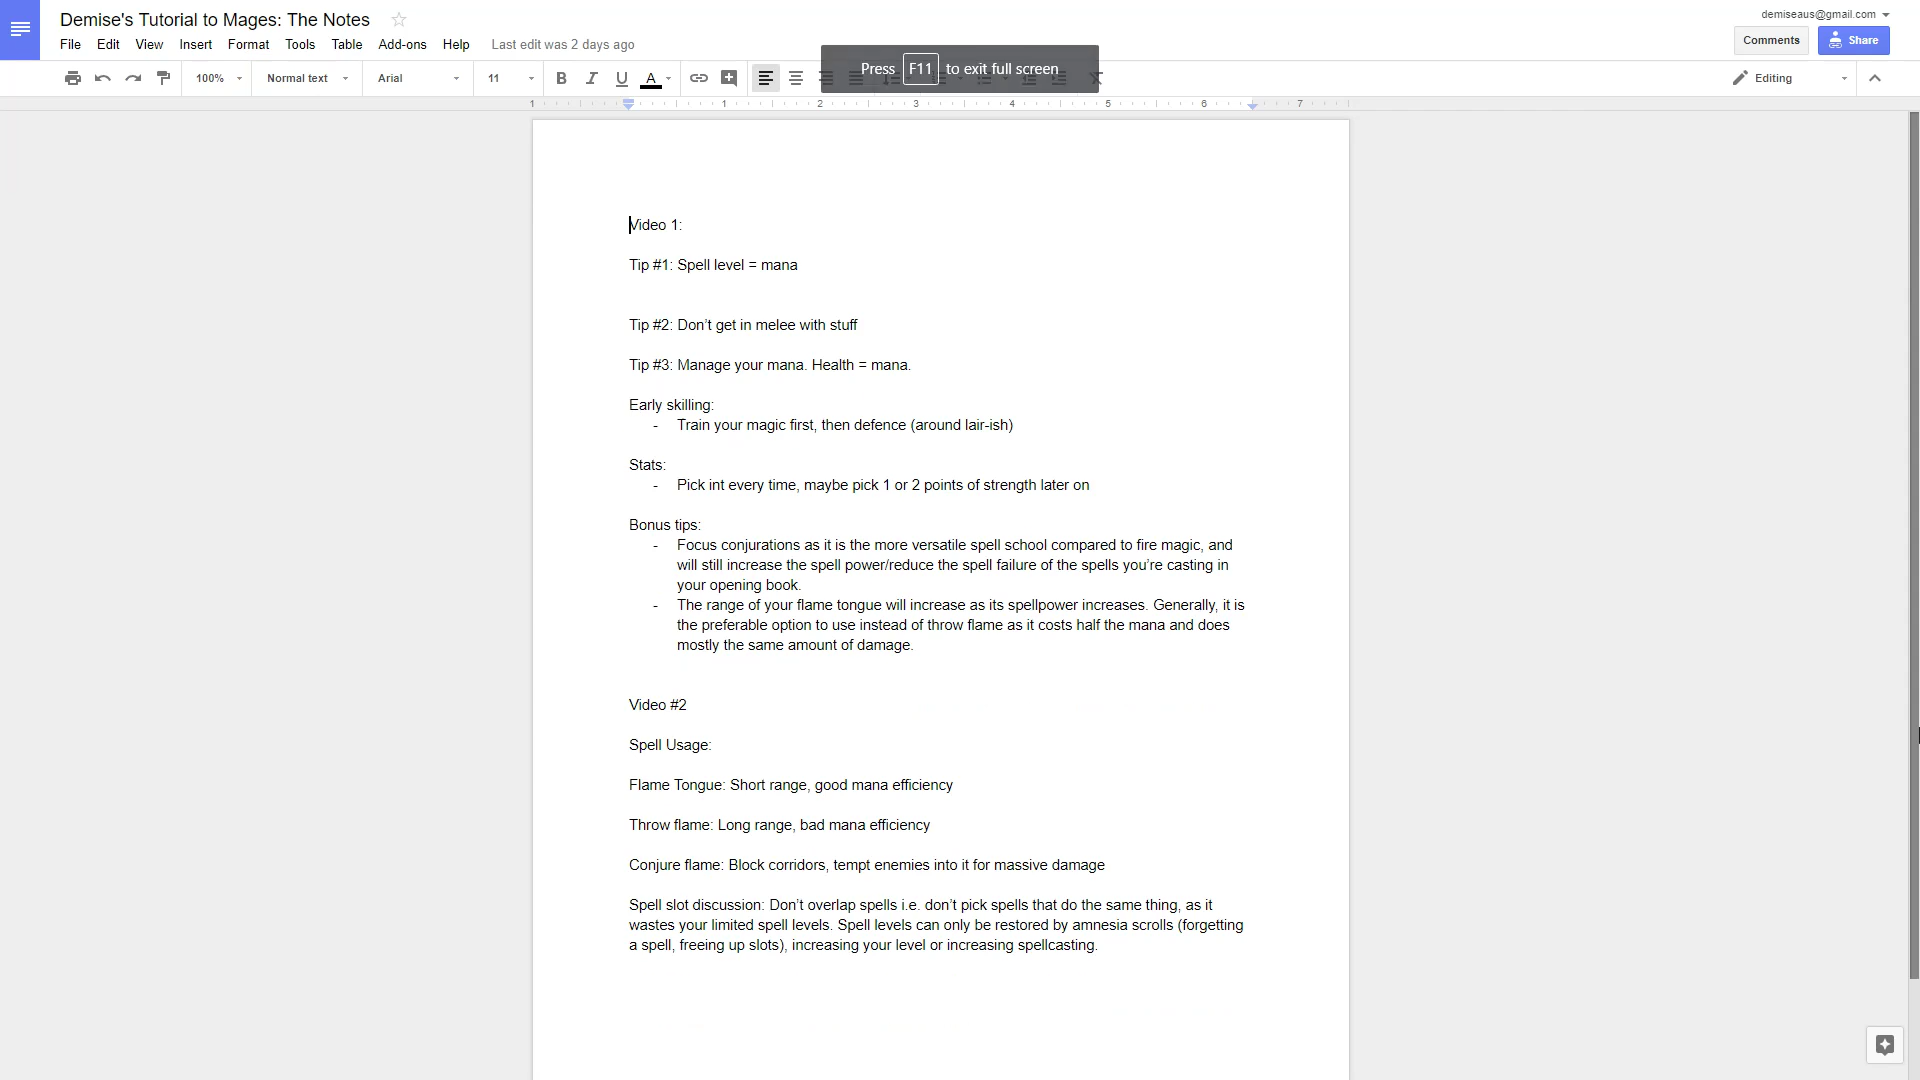 Demise's Tutorial to Mages: The Notes
demiseaus@gmail.com
File Edit View Insert Format Tools Table Add-ons Help Last edit was 2 days ago
Comments Share
100% Normal text Arial 11 B I U A Editing
Press F11 to exit full screen
1 1 2 3 4 5 6 7
Video 1:
Tip #1: Spell level = mana
Tip #2: Don't get in melee with stuff
Tip #3: Manage your mana. Health = mana.
Early skilling:
- Train your magic first, then defence (around lair-ish)
Stats:
- Pick int every time, maybe pick 1 or 2 points of strength later on
Bonus tips:
- Focus conjurations as it is the more versatile spell school compared to fire magic, and
will still increase the spell power/reduce the spell failure of the spells you're casting in
your opening book.
- The range of your flame tongue will increase as its spellpower increases. Generally, it is
the preferable option to use instead of throw flame as it costs half the mana and does
mostly the same amount of damage.
Video #2
Spell Usage:
Flame Tongue: Short range, good mana efficiency
Throw flame: Long range, bad mana efficiency
Conjure flame: Block corridors, tempt enemies into it for massive damage
Spell slot discussion: Don't overlap spells i.e. don't pick spells that do the same thing, as it
wastes your limited spell levels. Spell levels can only be restored by amnesia scrolls (forgetting
a spell, freeing up slots), increasing your level or increasing spellcasting.